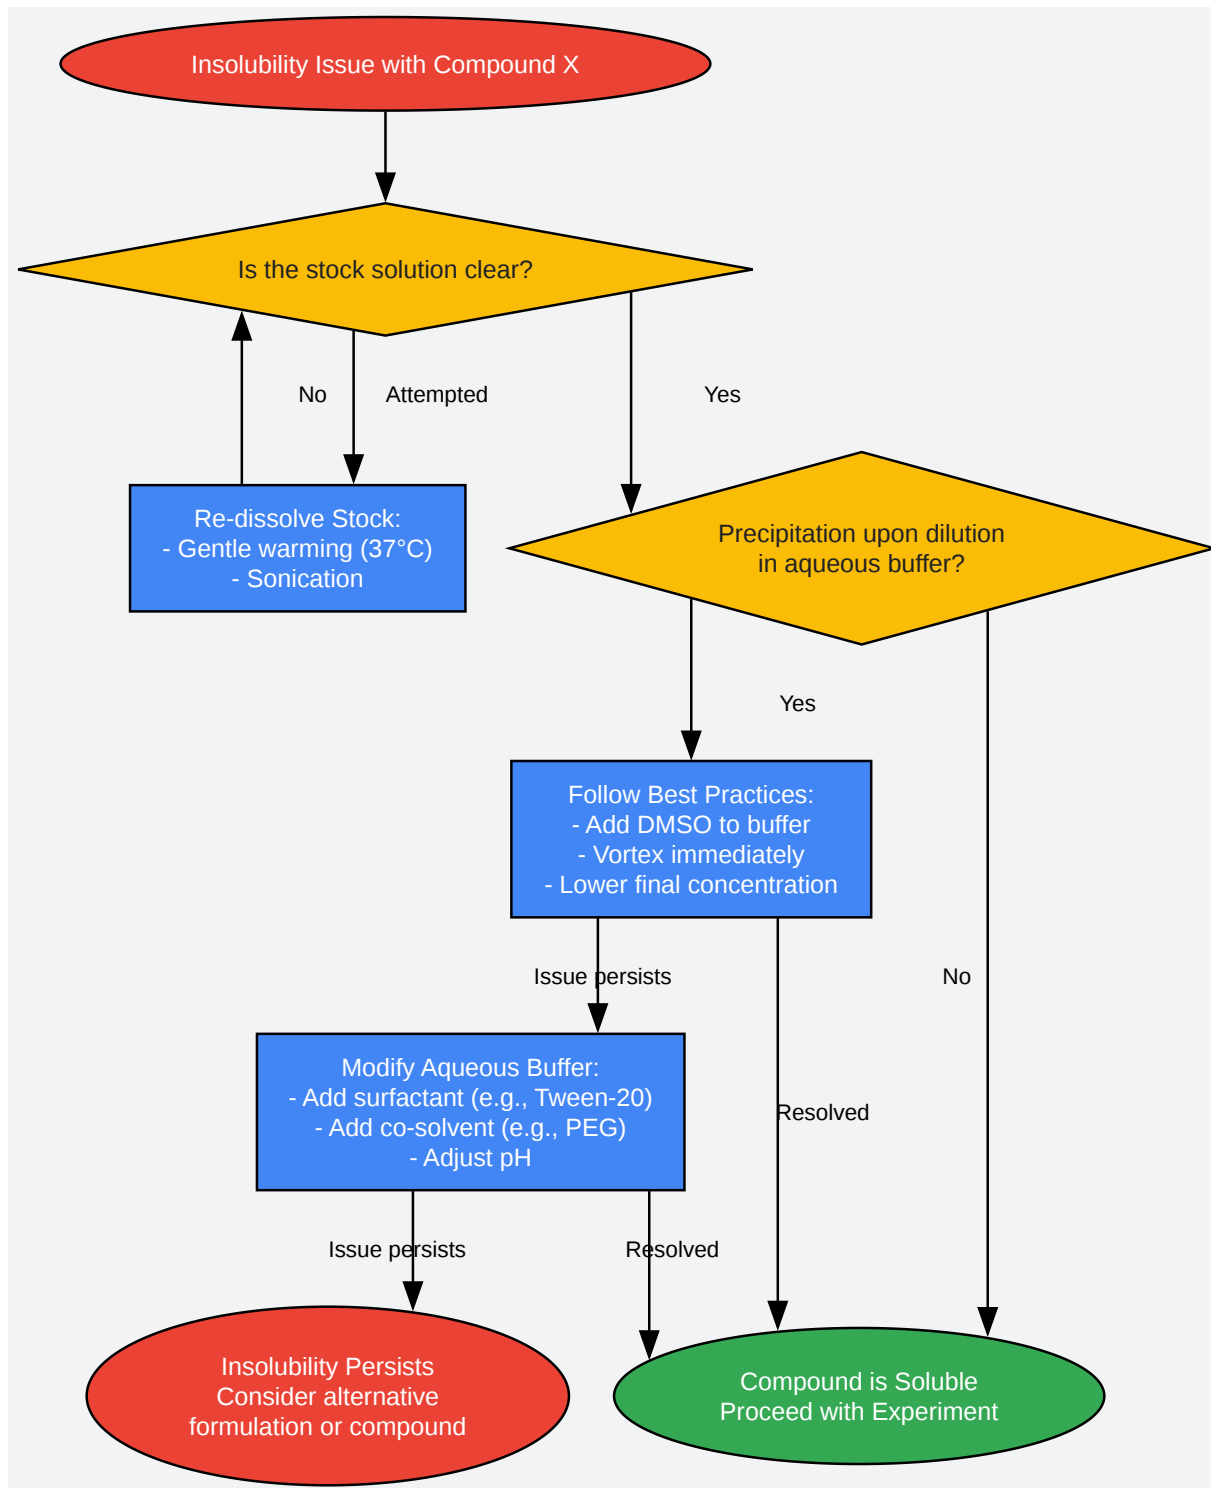 Insolubility Issue with Compound X
Is the stock solution clear?
No
Attempted
Yes
Re-dissolve Stock:
- Gentle warming (37°C)
- Sonication
Precipitation upon dilution
in aqueous buffer?
Yes
Follow Best Practices:
- Add DMSO to buffer
- Vortex immediately
- Lower final concentration
Issue persists
No
Modify Aqueous Buffer:
- Add surfactant (e.g., Tween-20)
- Add co-solvent (e.g., PEG)
- Adjust pH
Resolved
Issue persists
Resolved
Insolubility Persists
Consider alternative
formulation or compound
Compound is Soluble
Proceed with Experiment